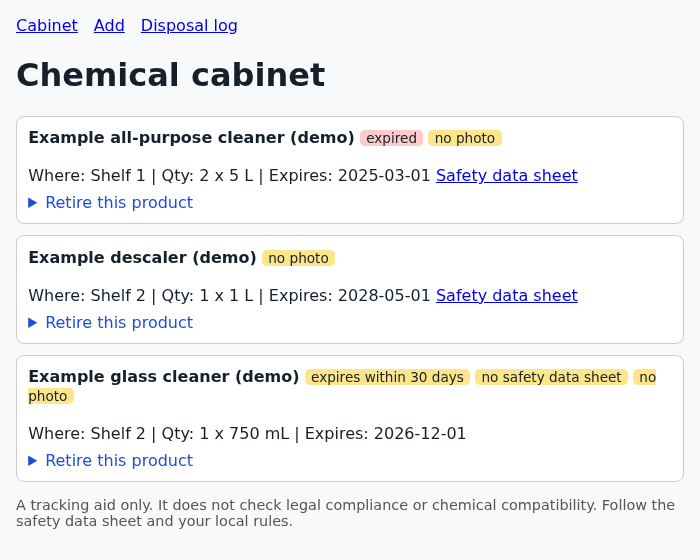 Cabinet Add Disposal log
Chemical cabinet
Example all-purpose cleaner (demo) expired no photo
Where: Shelf 1 | Qty: 2 x 5 L | Expires: 2025-03-01 Safety data sheet
▶ Retire this product
Example descaler (demo) no photo
Where: Shelf 2 | Qty: 1 x 1 L | Expires: 2028-05-01 Safety data sheet
▶ Retire this product
Example glass cleaner (demo) expires within 30 days no safety data sheet no
photo
Where: Shelf 2 | Qty: 1 x 750 mL | Expires: 2026-12-01
▶ Retire this product
A tracking aid only. It does not check legal compliance or chemical compatibility. Follow the
safety data sheet and your local rules.